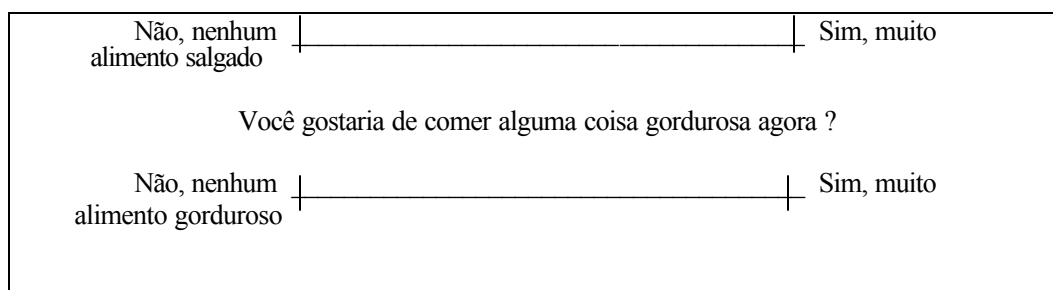 Não, nenhum Sim, muito
alimento salgado
Você gostaria de comer alguma coisa gordurosa agora ?
Não, nenhum Sim, muito
alimento gorduroso